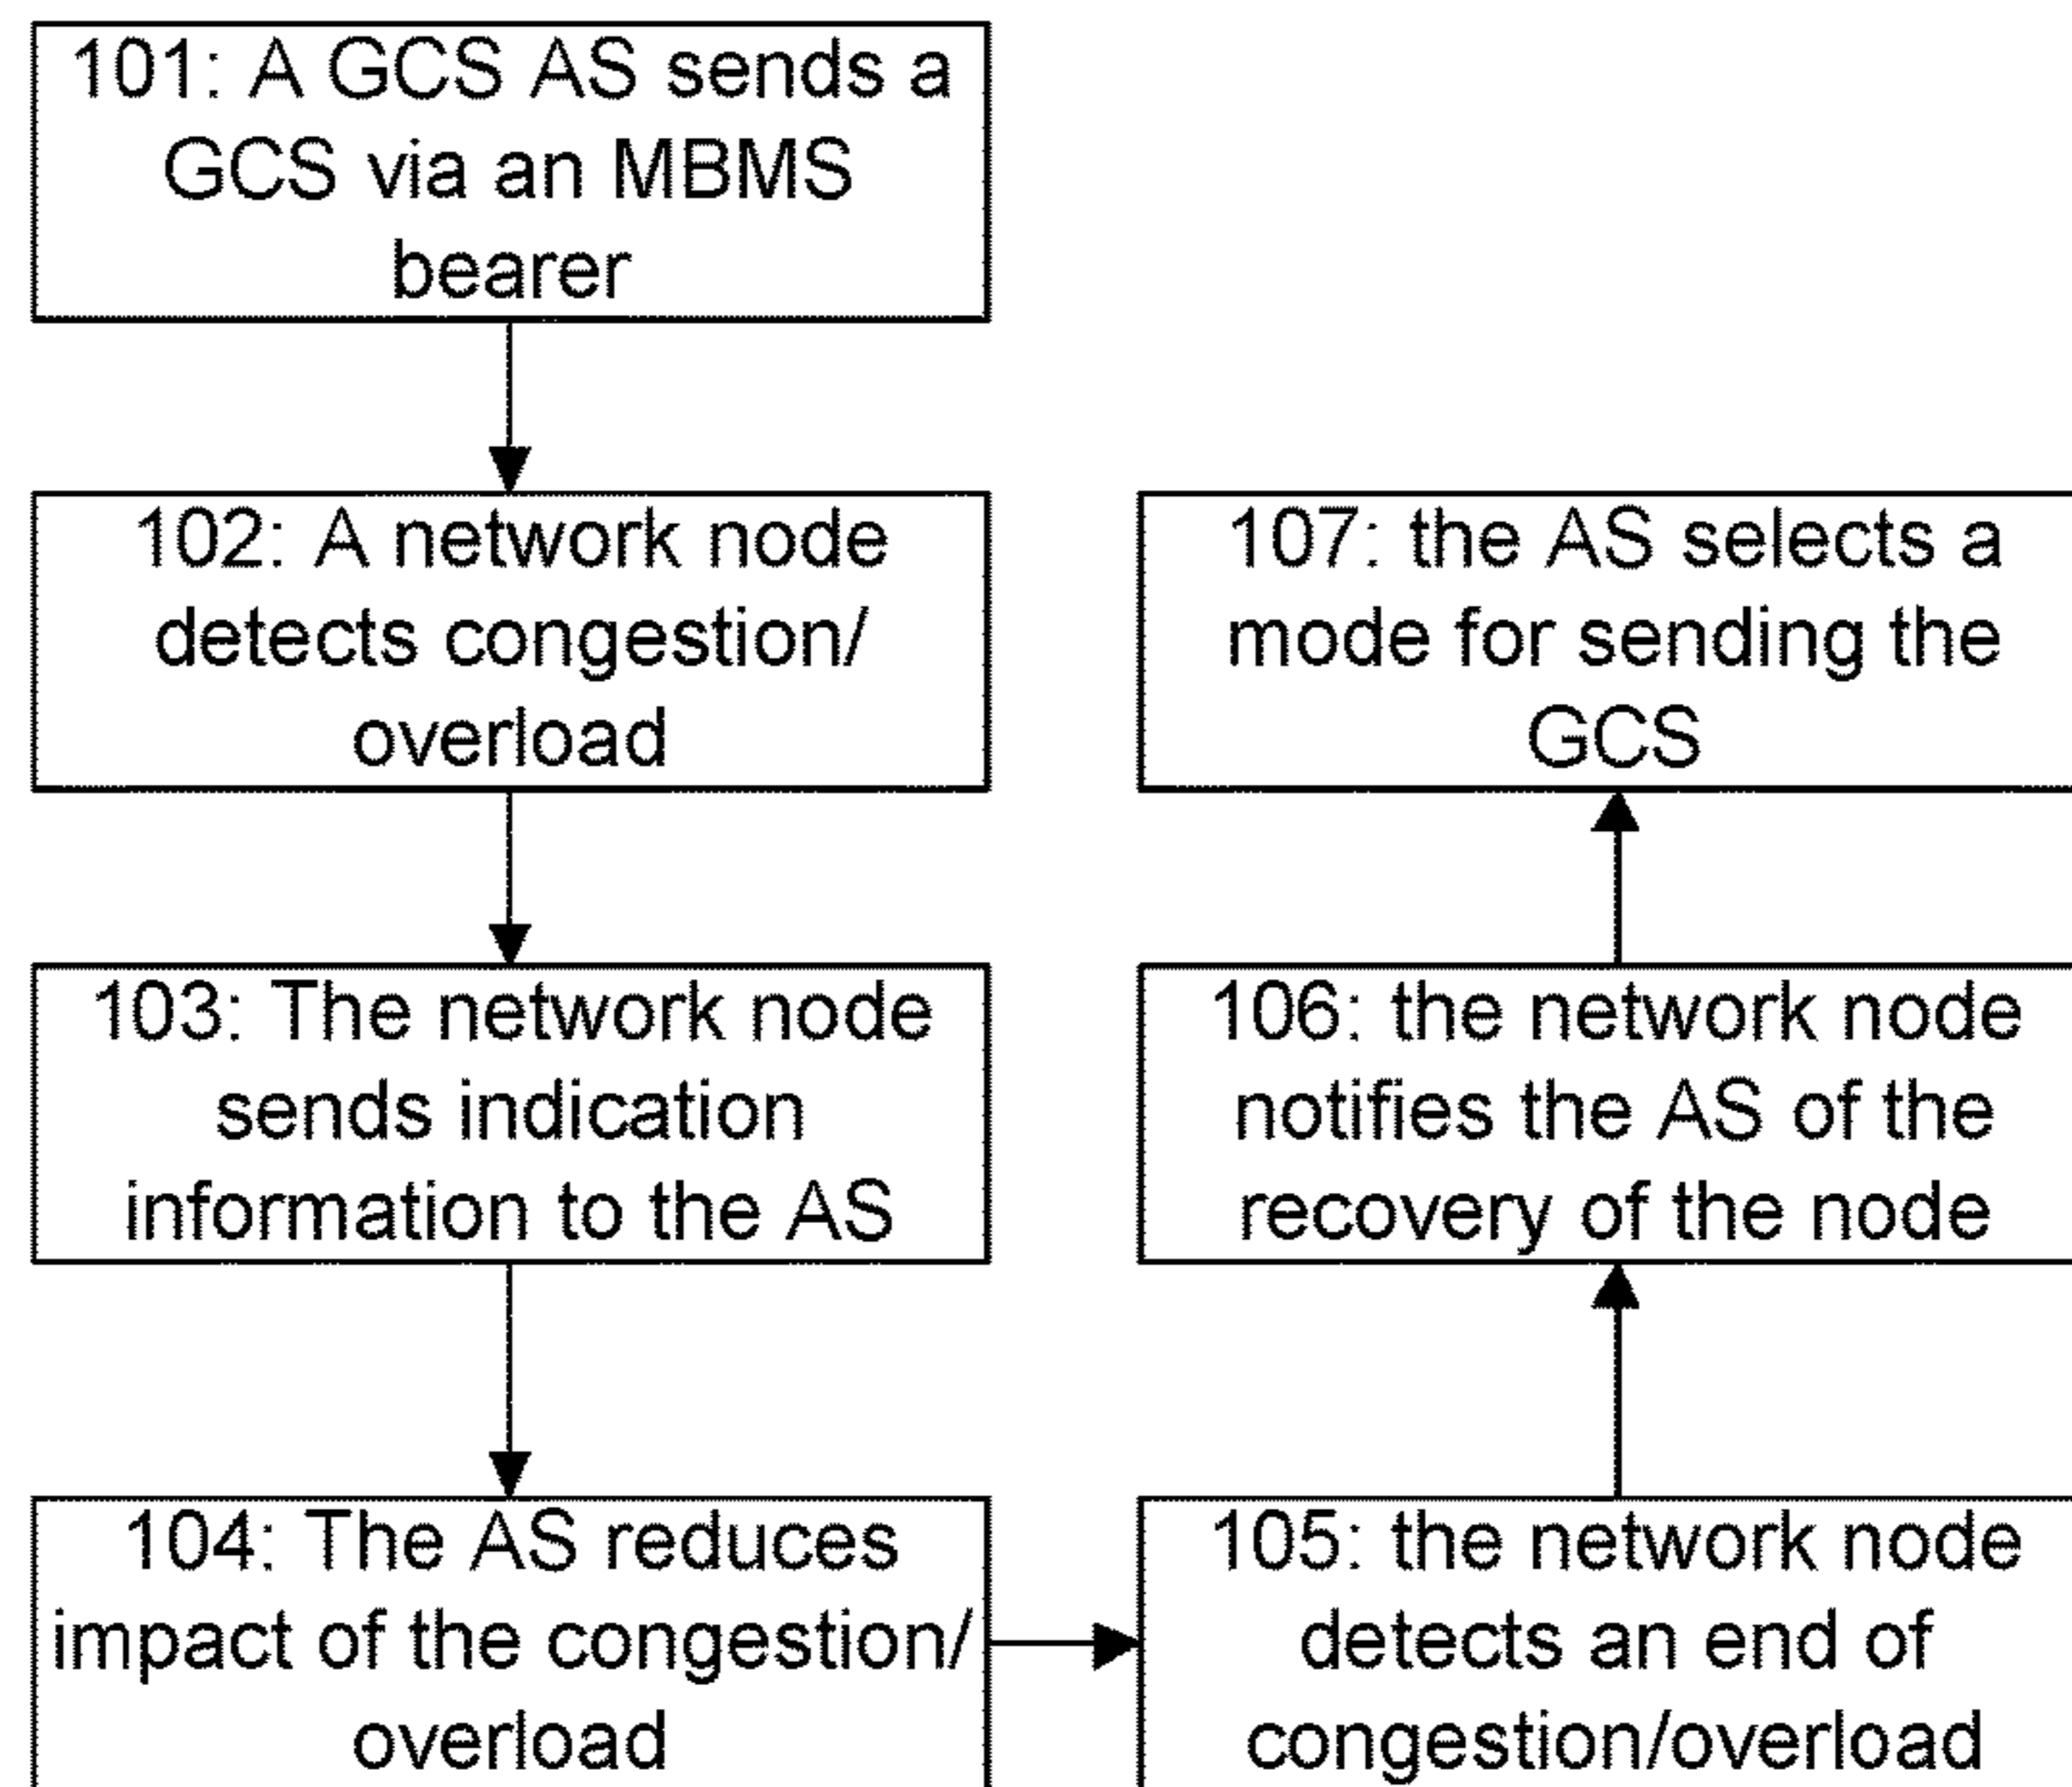 101: A GCS AS sends a
GCS via an MBMS
bearer
102: A network node
detects congestion/
overload
103: The network node
sends indication
information to the AS
104: The AS reduces
impact of the congestion/
overload
105: the network node
detects an end of
congestion/overload
106: the network node
notifies the AS of the
recovery of the node
107: the AS selects a
mode for sending the
GCS